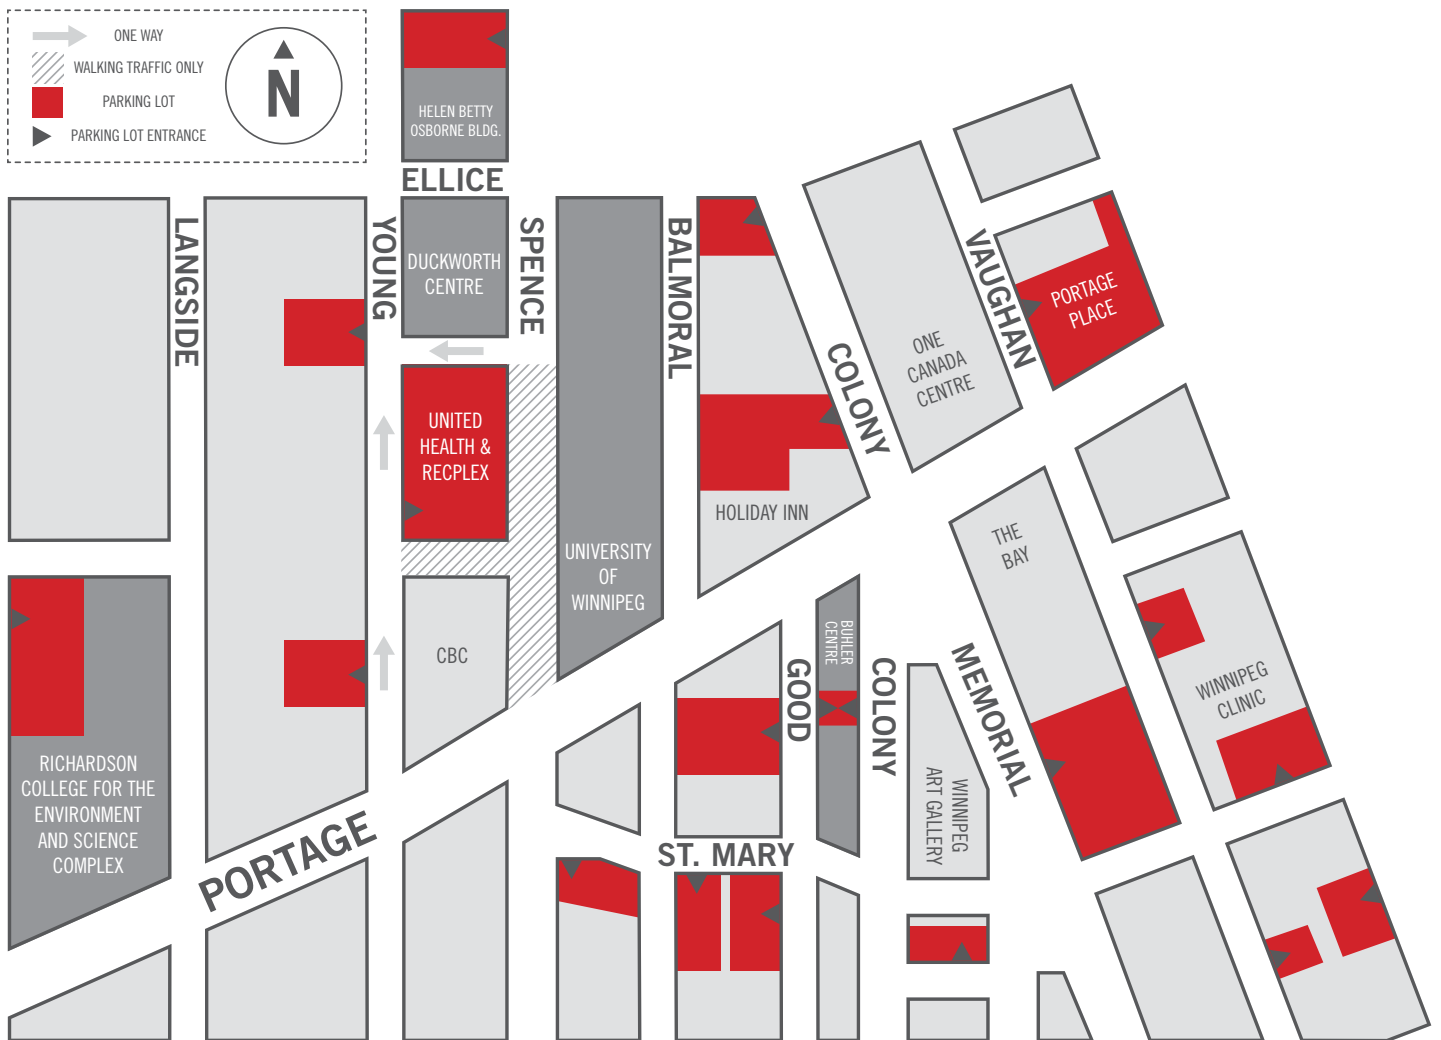 ONE WAY
WALKING TRAFFIC ONLY
PARKING LOT
PARKING LOT ENTRANCE
N
HELEN BETTY
OSBORNE BLDG.
ELLICE
LANGSIDE
YOUNG
DUCKWORTH
CENTRE
SPENCE
BALMORAL
COLONY
ONE
CANADA
CENTRE
VAUGHAN
PORTAGE
PLACE
UNITED
HEALTH &
RECPLEX
HOLIDAY INN
UNIVERSITY
OF
WINNIPEG
THE
BAY
CBC
BUHLER
CENTRE
GOOD
COLONY
MEMORIAL
WINNIPEG
CLINIC
RICHARDSON
COLLEGE FOR THE
ENVIRONMENT
AND SCIENCE
COMPLEX
PORTAGE
ST. MARY
WINNIPEG
ART GALLERY